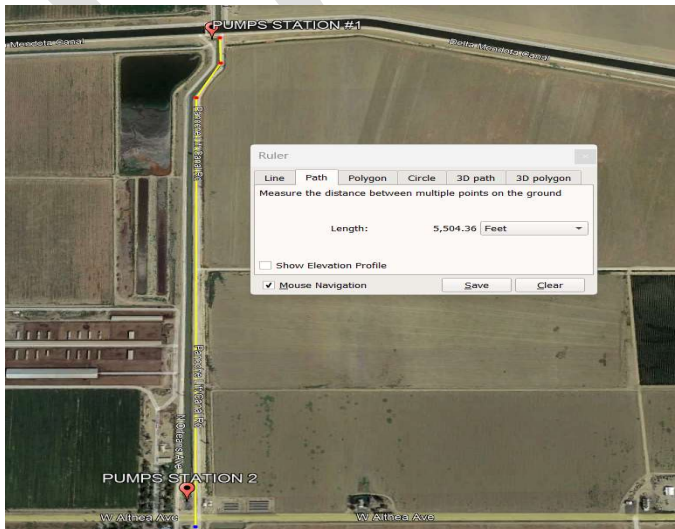 PUMPS STATION #1
Mendota Canal
Delta Mendota Canal
Ruler
Line Path Polygon Circle 3D path 3D polygon
Measure the distance between multiple points on the ground
Length: 5,504.36 Feet
Show Elevation Profile
Mouse Navigation Save Clear
N Orleans Ave
PUMPS STATION 2
W Althea Ave
W Althea Ave